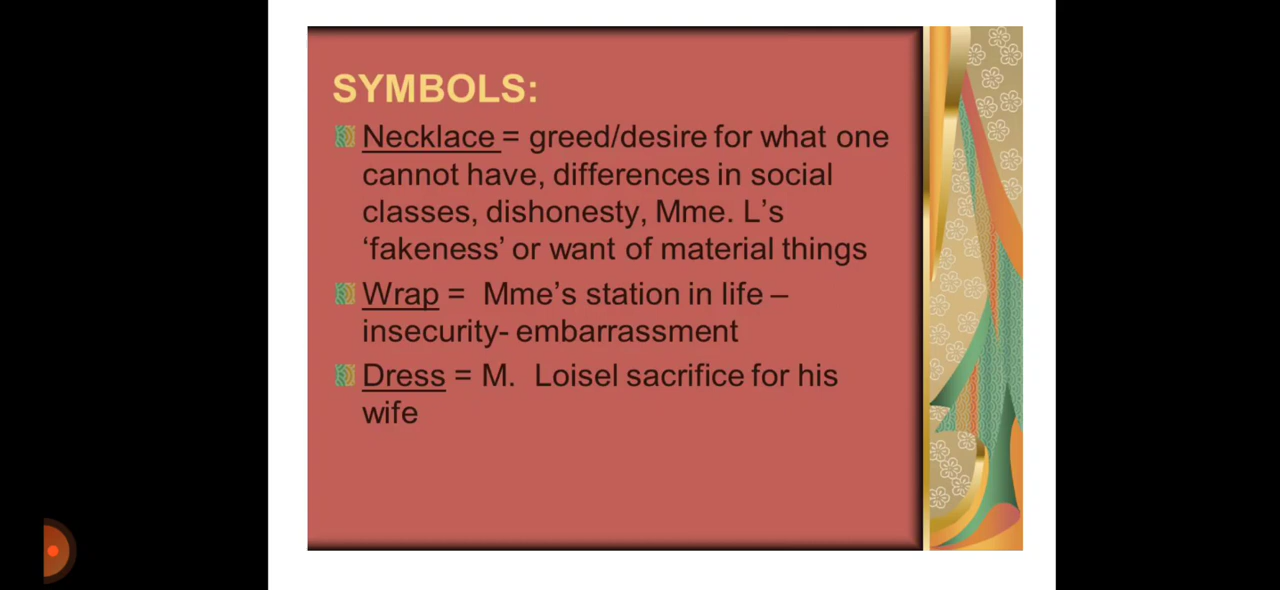 SYMBOLS:
Necklace = greed/desire for what one
cannot have, differences in social
classes, dishonesty, Mme. L’s
‘fakeness’ or want of material things
Wrap =  Mme’s station in life –
insecurity- embarrassment
Dress = M.  Loisel sacrifice for his
wife